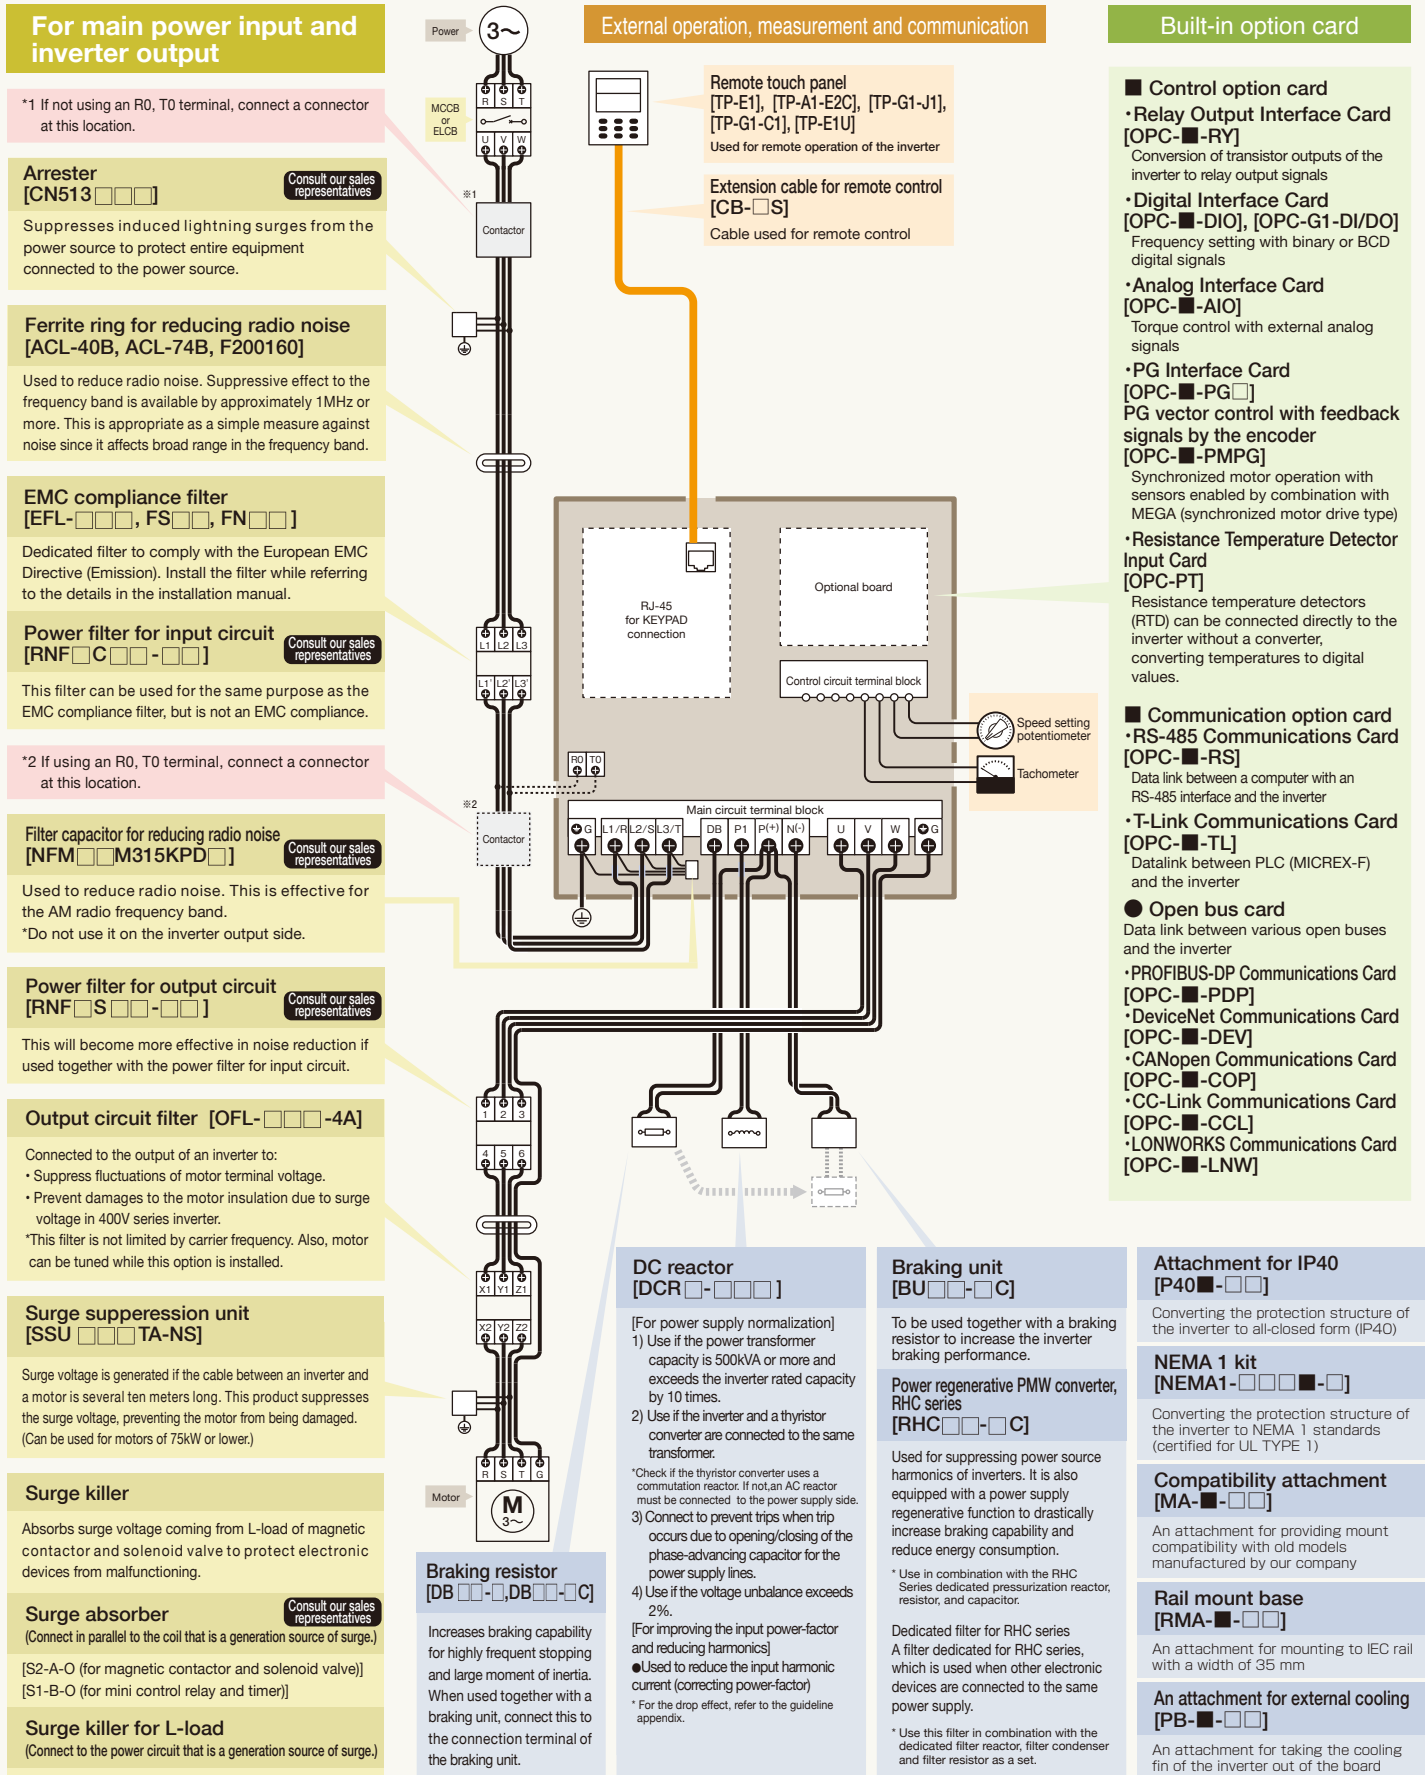 For main power input and
inverter output
*1 If not using an R0, T0 terminal, connect a connector
at this location.
Arrester
[CN513□□□]
Consult our sales
representatives
Suppresses induced lightning surges from the
power source to protect entire equipment
connected to the power source.
Ferrite ring for reducing radio noise
[ACL-40B, ACL-74B, F200160]
Used to reduce radio noise. Suppressive effect to the
frequency band is available by approximately 1MHz or
more. This is appropriate as a simple measure against
noise since it affects broad range in the frequency band.
EMC compliance filter
[EFL-□□□, FS□□, FN□□]
Dedicated filter to comply with the European EMC
Directive (Emission). Install the filter while referring
to the details in the installation manual.
Power filter for input circuit
[RNF□C□□-□□]
Consult our sales
representatives
This filter can be used for the same purpose as the
EMC compliance filter, but is not an EMC compliance.
*2 If using an R0, T0 terminal, connect a connector
at this location.
Filter capacitor for reducing radio noise
[NFM□□M315KPD□]
Consult our sales
representatives
Used to reduce radio noise. This is effective for
the AM radio frequency band.
*Do not use it on the inverter output side.
Power filter for output circuit
[RNF□S□□-□□]
Consult our sales
representatives
This will become more effective in noise reduction if
used together with the power filter for input circuit.
Output circuit filter [OFL-□□□-4A]
Connected to the output of an inverter to:
• Suppress fluctuations of motor terminal voltage.
• Prevent damages to the motor insulation due to surge
voltage in 400V series inverter.
*This filter is not limited by carrier frequency. Also, motor
can be tuned while this option is installed.
Surge supperession unit
[SSU □□□TA-NS]
Surge voltage is generated if the cable between an inverter and
a motor is several ten meters long. This product suppresses
the surge voltage, preventing the motor from being damaged.
(Can be used for motors of 75kW or lower.)
Surge killer
Absorbs surge voltage coming from L-load of magnetic
contactor and solenoid valve to protect electronic
devices from malfunctioning.
Surge absorber
Consult our sales
representatives
(Connect in parallel to the coil that is a generation source of surge.)
[S2-A-O (for magnetic contactor and solenoid valve)]
[S1-B-O (for mini control relay and timer)]
Surge killer for L-load
(Connect to the power circuit that is a generation source of surge.)
Power
3~
R S T
MCCB
or
ELCB
U V W
※1
Contactor
L1 L2 L3
L1' L2' L3'
※2
Contactor
1 2 3
4 5 6
X1 Y1 Z1
X2 Y2 Z2
R S T G
Motor
M
3~
External operation, measurement and communication
Remote touch panel
[TP-E1], [TP-A1-E2C], [TP-G1-J1],
[TP-G1-C1], [TP-E1U]
Used for remote operation of the inverter
Extension cable for remote control
[CB-□S]
Cable used for remote control
RJ-45
for KEYPAD
connection
Optional board
Control circuit terminal block
Speed setting
potentiometer
Tachometer
R0 T0
Main circuit terminal block
G L1/R L2/S L3/T DB P1 P(+) N(-) U V W G
Braking resistor
[DB □□-□,DB□□-□C]
Increases braking capability
for highly frequent stopping
and large moment of inertia.
When used together with a
braking unit, connect this to
the connection terminal of
the braking unit.
DC reactor
[DCR□-□□□]
[For power supply normalization]
1) Use if the power transformer
capacity is 500kVA or more and
exceeds the inverter rated capacity
by 10 times.
2) Use if the inverter and a thyristor
converter are connected to the same
transformer.
*Check if the thyristor converter uses a
commutation reactor. If not,an AC reactor
must be connected to the power supply side.
3) Connect to prevent trips when trip
occurs due to opening/closing of the
phase-advancing capacitor for the
power supply lines.
4) Use if the voltage unbalance exceeds
2%.
[For improving the input power-factor
and reducing harmonics]
●Used to reduce the input harmonic
current (correcting power-factor)
* For the drop effect, refer to the guideline
appendix.
Braking unit
[BU□□-□C]
To be used together with a braking
resistor to increase the inverter
braking performance.
Power regenerative PMW converter,
RHC series
[RHC□□-□C]
Used for suppressing power source
harmonics of inverters. It is also
equipped with a power supply
regenerative function to drastically
increase braking capability and
reduce energy consumption.
* Use in combination with the RHC
Series dedicated pressurization reactor,
resistor, and capacitor.
Dedicated filter for RHC series
A filter dedicated for RHC series,
which is used when other electronic
devices are connected to the same
power supply.
* Use this filter in combination with the
dedicated filter reactor, filter condenser
and filter resistor as a set.
Built-in option card
■ Control option card
・Relay Output Interface Card
[OPC-■-RY]
Conversion of transistor outputs of the
inverter to relay output signals
・Digital Interface Card
[OPC-■-DIO], [OPC-G1-DI/DO]
Frequency setting with binary or BCD
digital signals
・Analog Interface Card
[OPC-■-AIO]
Torque control with external analog
signals
・PG Interface Card
[OPC-■-PG□]
PG vector control with feedback
signals by the encoder
[OPC-■-PMPG]
Synchronized motor operation with
sensors enabled by combination with
MEGA (synchronized motor drive type)
・Resistance Temperature Detector
Input Card
[OPC-PT]
Resistance temperature detectors
(RTD) can be connected directly to the
inverter without a converter,
converting temperatures to digital
values.
■ Communication option card
・RS-485 Communications Card
[OPC-■-RS]
Data link between a computer with an
RS-485 interface and the inverter
・T-Link Communications Card
[OPC-■-TL]
Datalink between PLC (MICREX-F)
and the inverter
● Open bus card
Data link between various open buses
and the inverter
・PROFIBUS-DP Communications Card
[OPC-■-PDP]
・DeviceNet Communications Card
[OPC-■-DEV]
・CANopen Communications Card
[OPC-■-COP]
・CC-Link Communications Card
[OPC-■-CCL]
・LONWORKS Communications Card
[OPC-■-LNW]
Attachment for IP40
[P40■-□□]
Converting the protection structure of
the inverter to all-closed form (IP40)
NEMA 1 kit
[NEMA1-□□□■-□]
Converting the protection structure of
the inverter to NEMA 1 standards
(certified for UL TYPE 1)
Compatibility attachment
[MA-■-□□]
An attachment for providing mount
compatibility with old models
manufactured by our company
Rail mount base
[RMA-■-□□]
An attachment for mounting to IEC rail
with a width of 35 mm
An attachment for external cooling
[PB-■-□□]
An attachment for taking the cooling
fin of the inverter out of the board